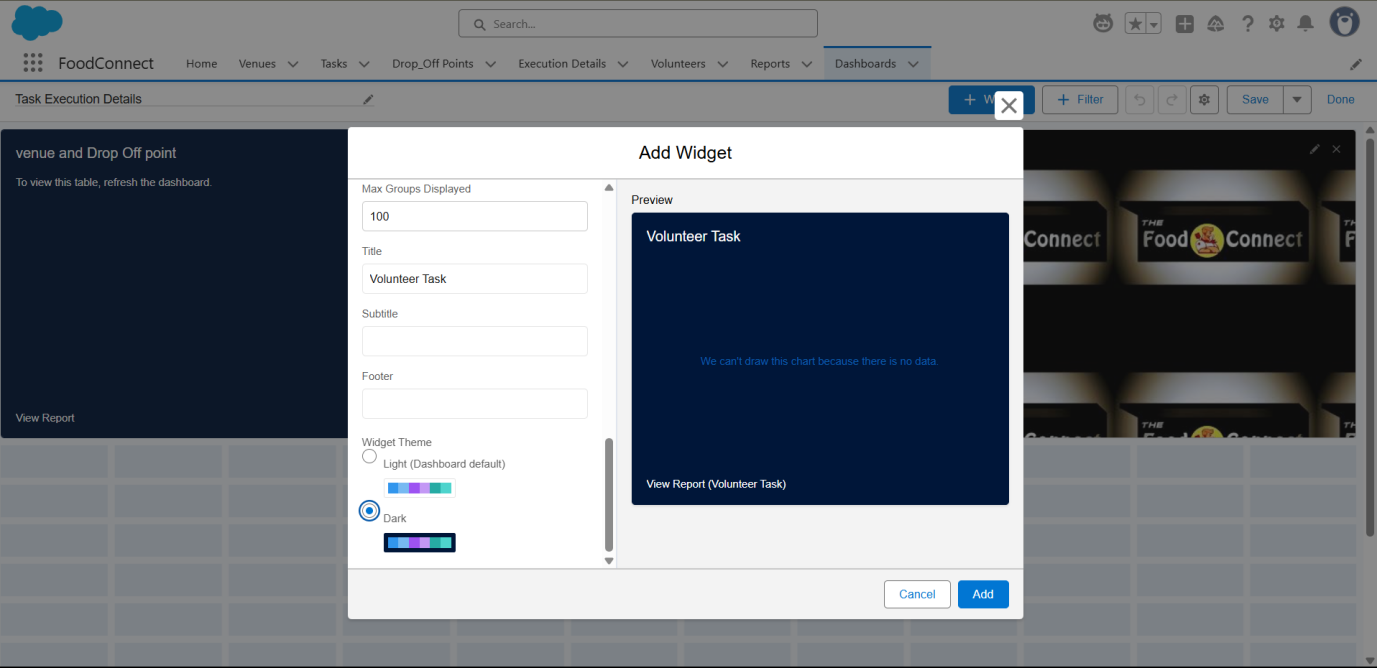 Search...
FoodConnect
Home
Venues
Tasks
Drop_Off Points
Execution Details
Volunteers
Reports
Dashboards
Task Execution Details
+ W
+ Filter
Save
Done
venue and Drop Off point
To view this table, refresh the dashboard.
View Report
Add Widget
Max Groups Displayed
100
Title
Volunteer Task
Subtitle
Footer
Widget Theme
Light (Dashboard default)
Dark
Preview
Volunteer Task
We can't draw this chart because there is no data.
View Report (Volunteer Task)
Cancel
Add
Connect
THE
Food Connect
TH
F
THE
TH